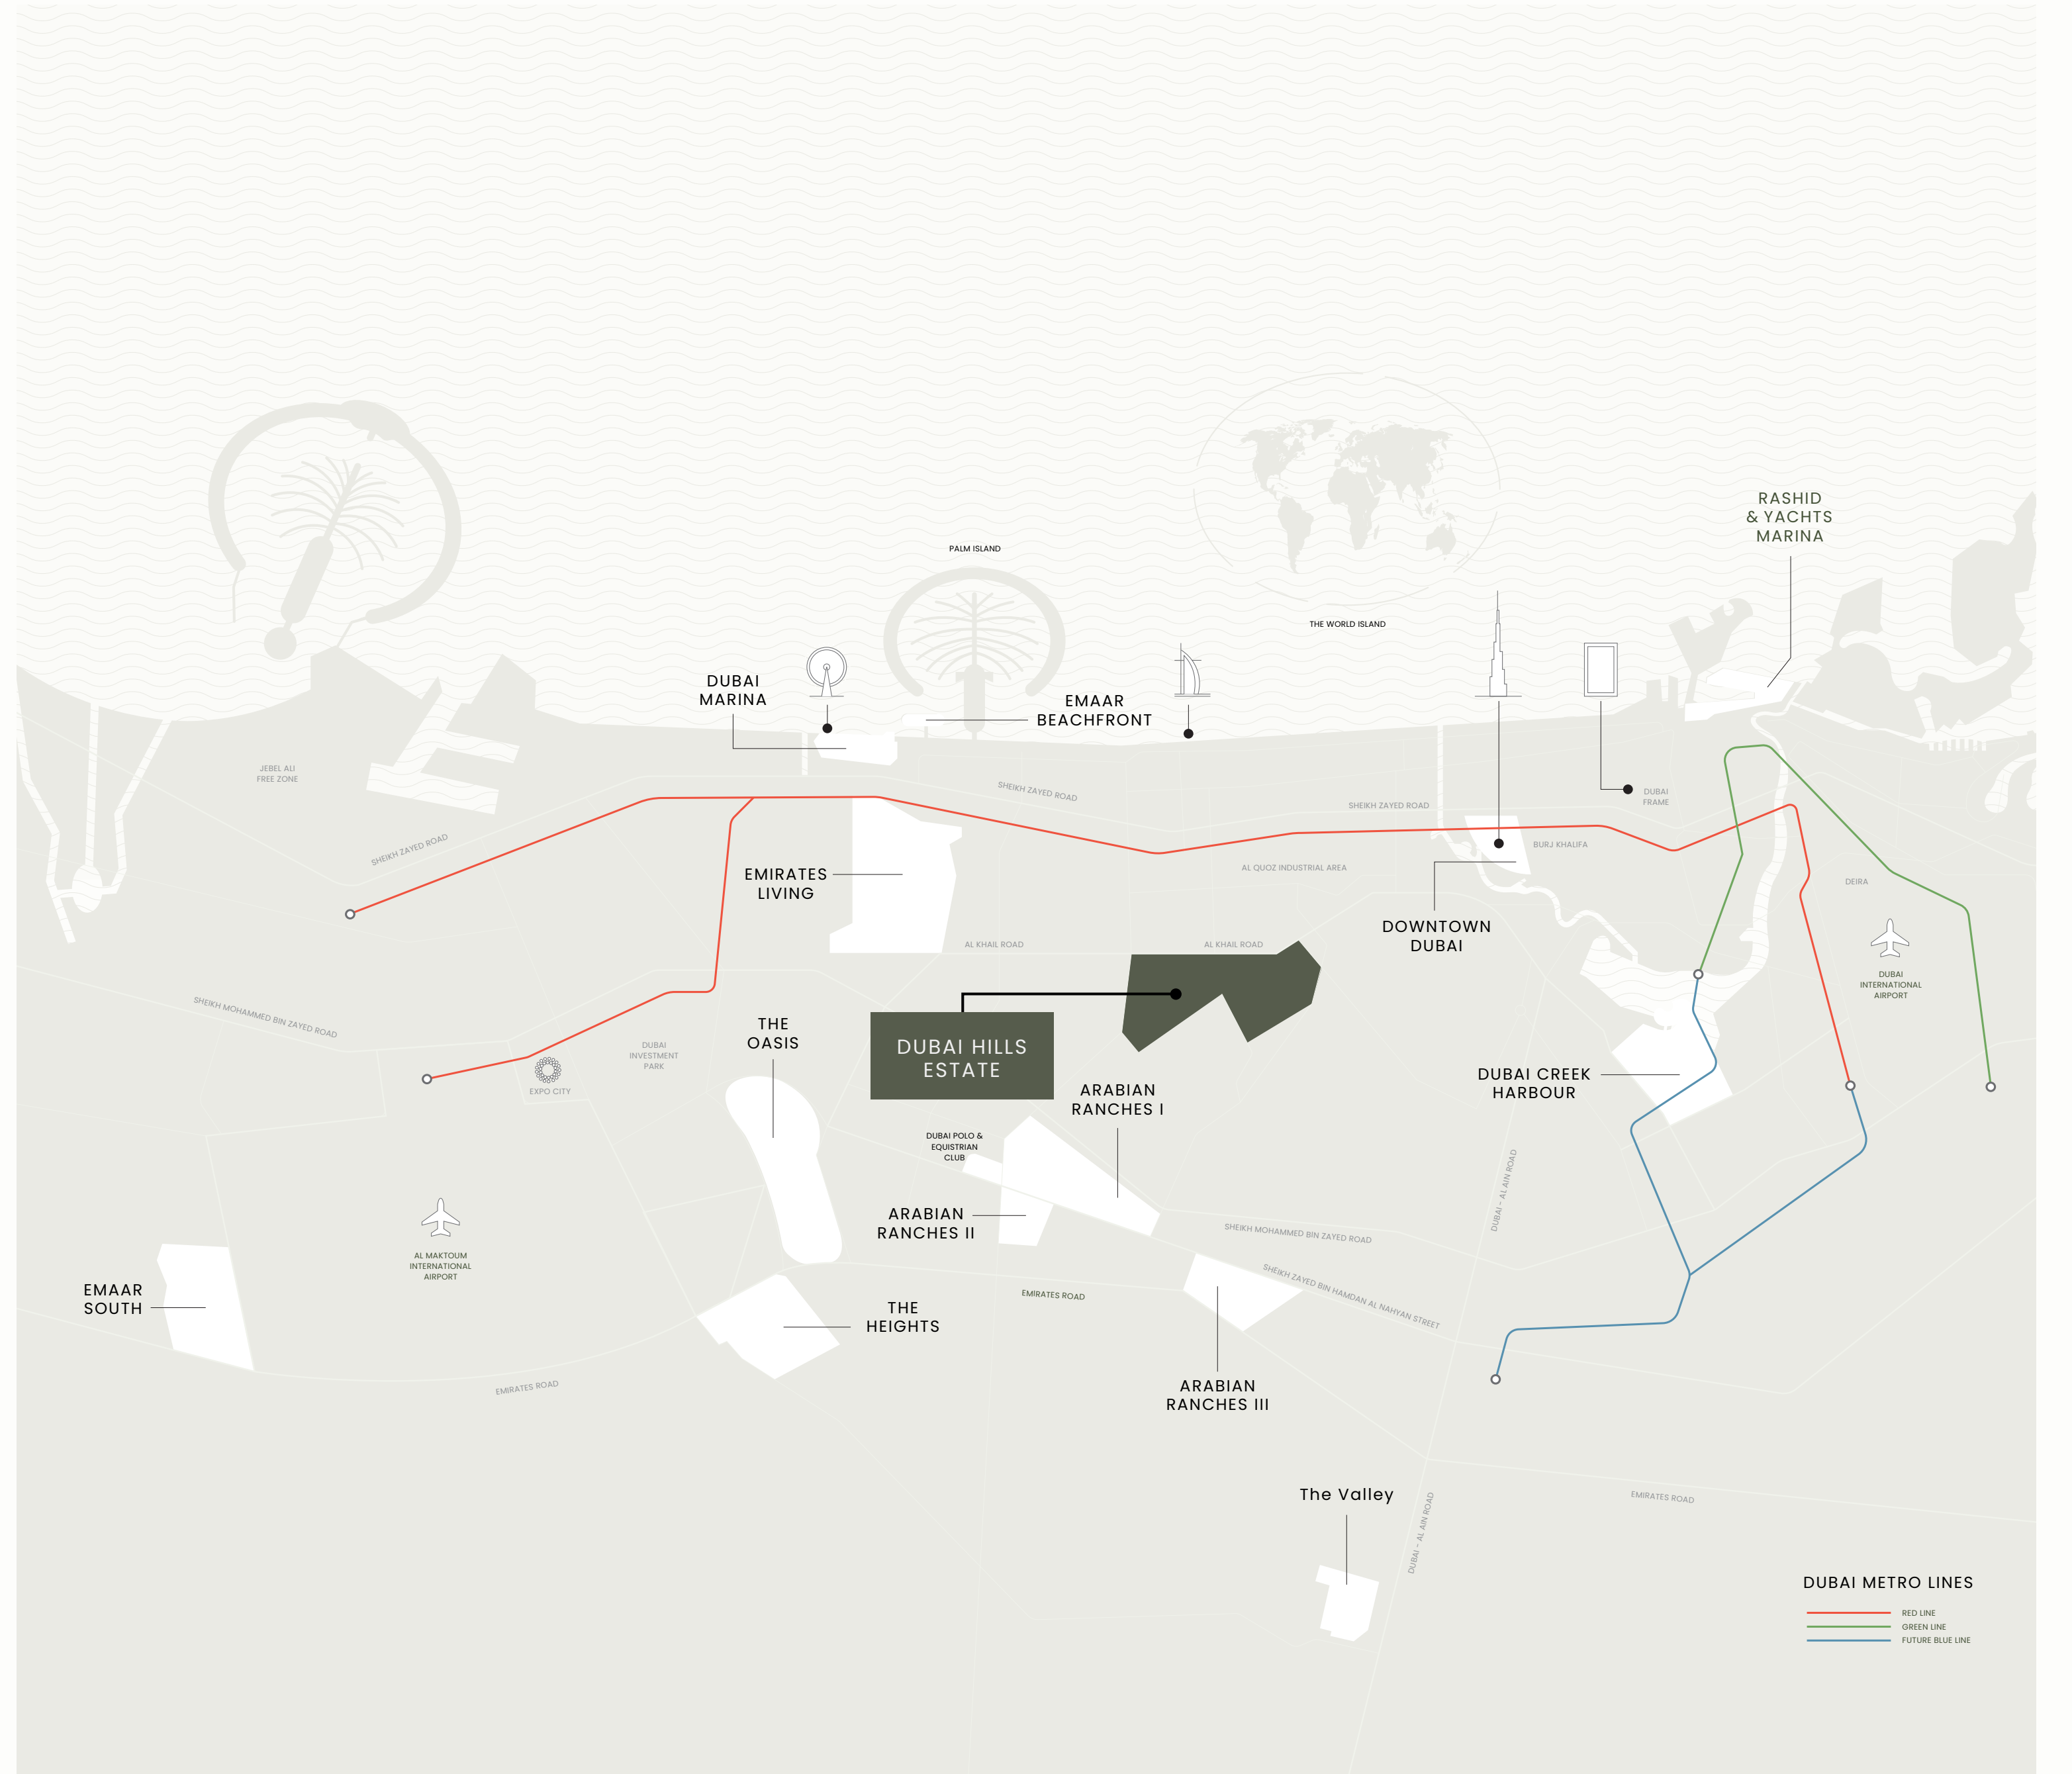 RASHID
& YACHTS
MARINA
PALM ISLAND
THE WORLD ISLAND
DUBAI
MARINA
EMAAR
BEACHFRONT
JEBEL ALI
FREE ZONE
SHEIKH ZAYED ROAD
SHEIKH ZAYED ROAD
SHEIKH ZAYED ROAD
DUBAI
FRAME
BURJ KHALIFA
AL QUOZ INDUSTRIAL AREA
EMIRATES
LIVING
DEIRA
DOWNTOWN
DUBAI
AL KHAIL ROAD
AL KHAIL ROAD
DUBAI
INTERNATIONAL
AIRPORT
SHEIKH MOHAMMED BIN ZAYED ROAD
THE
OASIS
DUBAI HILLS
ESTATE
DUBAI
INVESTMENT
PARK
EXPO CITY
DUBAI CREEK
HARBOUR
ARABIAN
RANCHES I
DUBAI POLO &
EQUESTRIAN
CLUB
DUBAI - AL AIN ROAD
ARABIAN
RANCHES II
SHEIKH MOHAMMED BIN ZAYED ROAD
AL MAKTOUM
INTERNATIONAL
AIRPORT
EMAAR
SOUTH
SHEIKH ZAYED BIN HAMDAN AL NAHYAN STREET
EMIRATES ROAD
THE
HEIGHTS
EMIRATES ROAD
ARABIAN
RANCHES III
The Valley
EMIRATES ROAD
DUBAI - AL AIN ROAD
DUBAI METRO LINES
RED LINE
GREEN LINE
FUTURE BLUE LINE